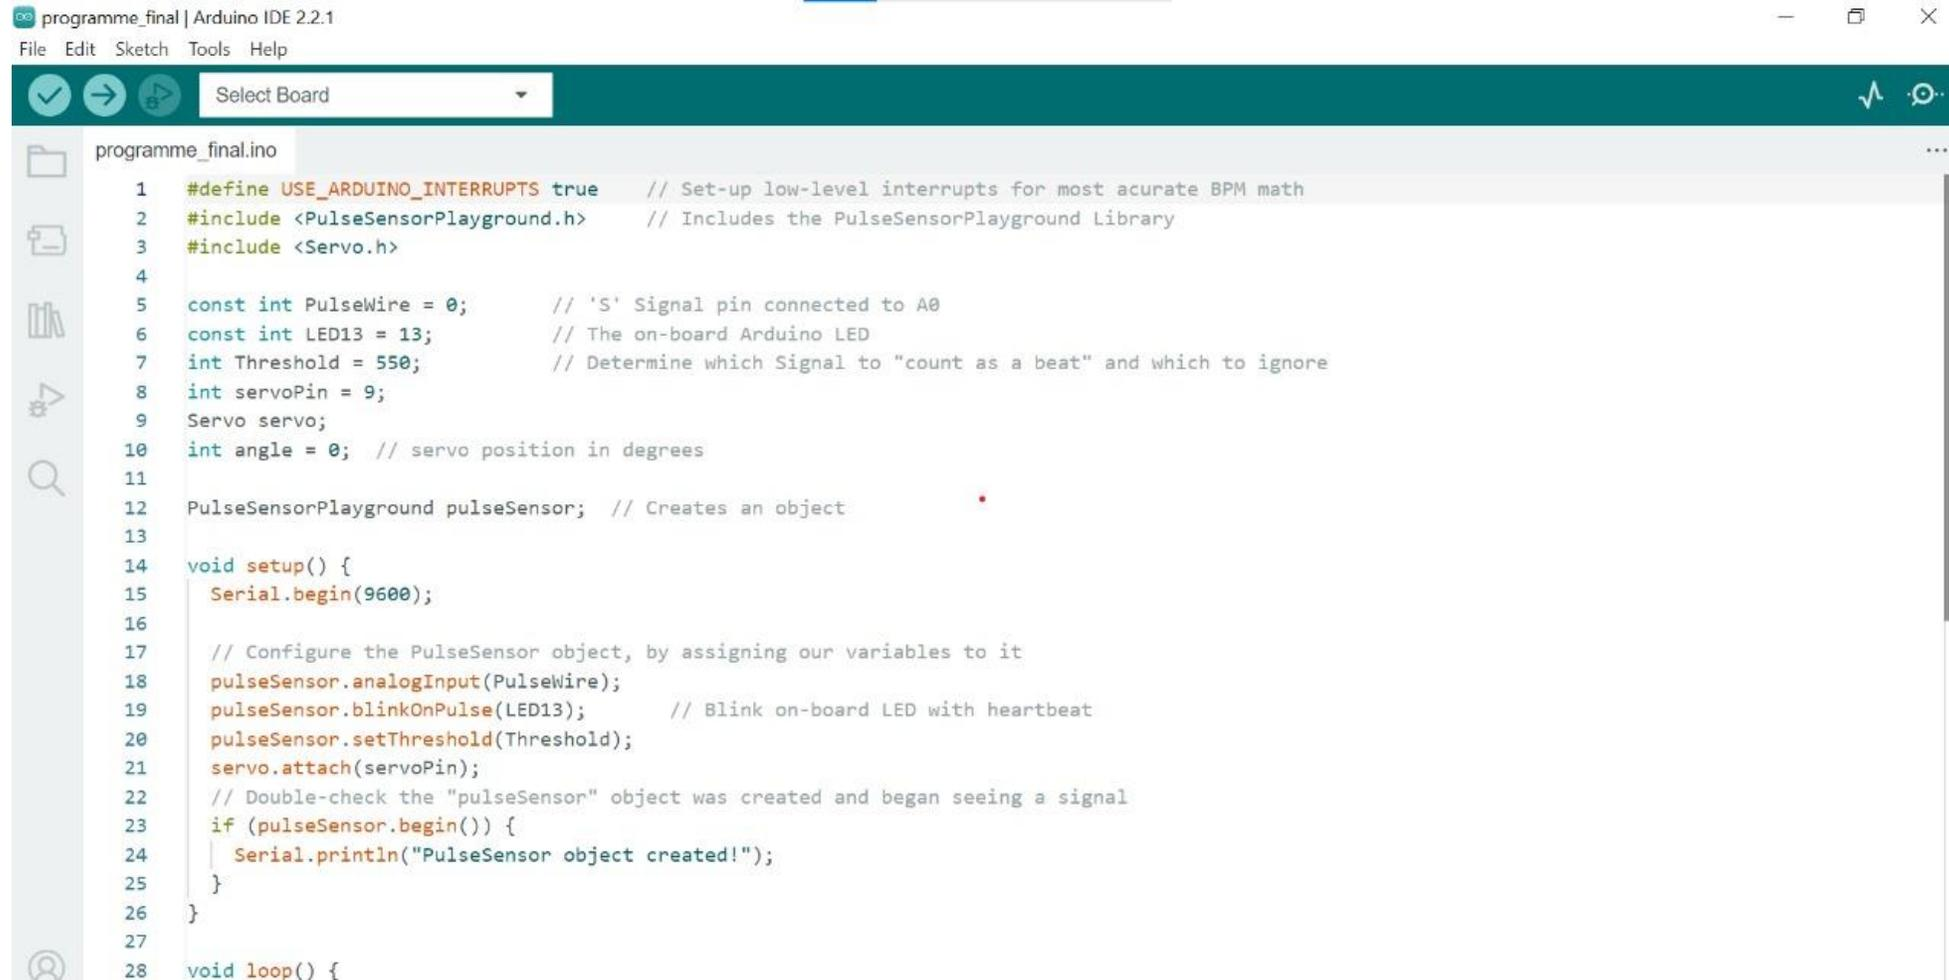 programme_final | Arduino IDE 2.2.1
File Edit Sketch Tools Help
Select Board
programme_final.ino
1 #define USE_ARDUINO_INTERRUPTS true // Set-up low-level interrupts for most acurate BPM math
2 #include <PulseSensorPlayground.h> // Includes the PulseSensorPlayground Library
3 #include <Servo.h>
4
5 const int PulseWire = 0; // 'S' Signal pin connected to A0
6 const int LED13 = 13; // The on-board Arduino LED
7 int Threshold = 550; // Determine which Signal to "count as a beat" and which to ignore
8 int servoPin = 9;
9 Servo servo;
10 int angle = 0; // servo position in degrees
11
12 PulseSensorPlayground pulseSensor; // Creates an object
13
14 void setup() {
15 Serial.begin(9600);
16
17 // Configure the PulseSensor object, by assigning our variables to it
18 pulseSensor.analogInput(PulseWire);
19 pulseSensor.blinkOnPulse(LED13); // Blink on-board LED with heartbeat
20 pulseSensor.setThreshold(Threshold);
21 servo.attach(servoPin);
22 // Double-check the "pulseSensor" object was created and began seeing a signal
23 if (pulseSensor.begin()) {
24 Serial.println("PulseSensor object created!");
25 }
26 }
27
28 void loop() {